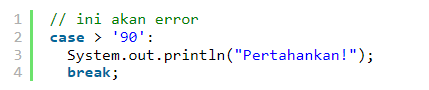 1 // ini akan error
2 case > '90':
3   System.out.println("Pertahankan!");
4   break;